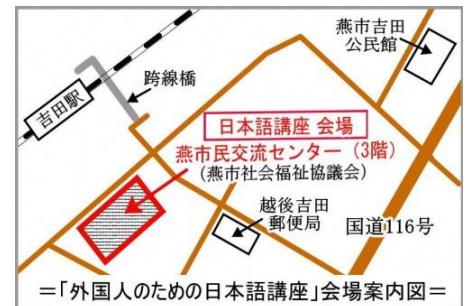 燕市吉田
公民館
跨線橋
吉田駅
日本語講座 会場
燕市民交流センター（3階）
（燕市社会福祉協議会）
越後吉田
郵便局
国道116号
＝「外国人のための日本語講座」会場案内図＝